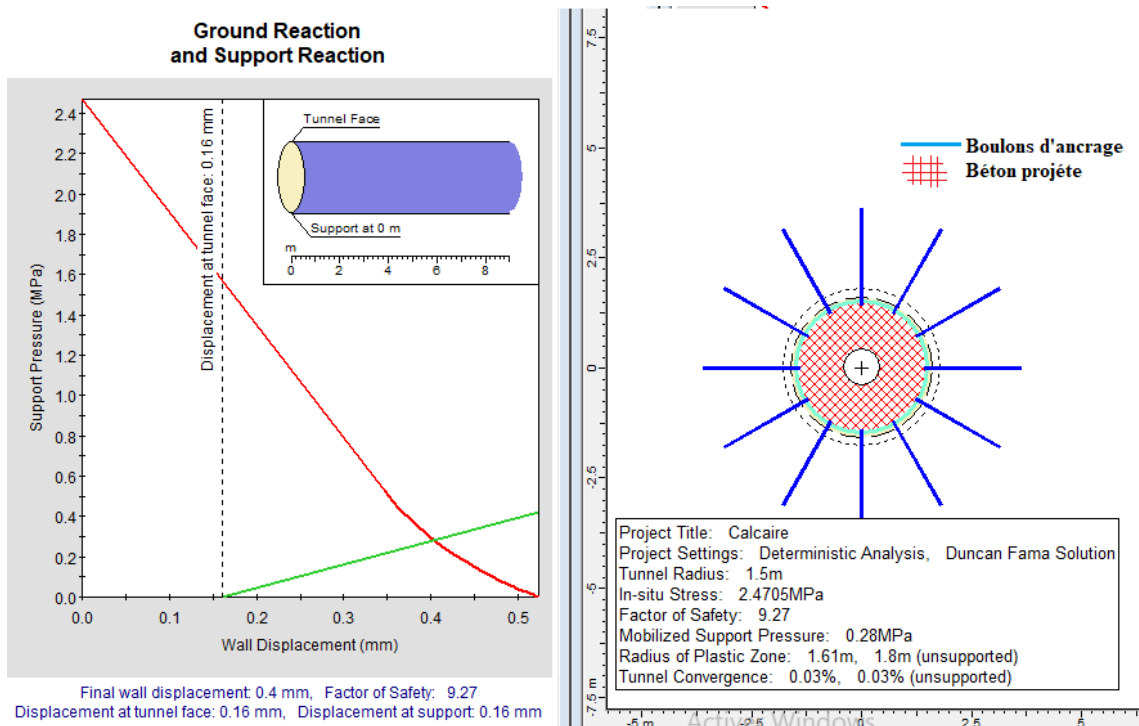 Ground Reaction
and Support Reaction
Support Pressure (MPa)
2.4
2.2
2.0
1.8
1.6
1.4
1.2
1.0
0.8
0.6
0.4
0.2
0.0
0.0 0.1 0.2 0.3 0.4 0.5
Wall Displacement (mm)
Displacement at tunnel face: 0.16 mm
Tunnel Face
Support at 0 m
m
0 2 4 6 8
Final wall displacement: 0.4 mm, Factor of Safety: 9.27
Displacement at tunnel face: 0.16 mm, Displacement at support: 0.16 mm
7.5
5
2.5
0
-2.5
-5
-7.5 m
Boulons d'ancrage
Béton projéte
Project Title: Calcaire
Project Settings: Deterministic Analysis, Duncan Fama Solution
Tunnel Radius: 1.5m
In-situ Stress: 2.4705MPa
Factor of Safety: 9.27
Mobilized Support Pressure: 0.28MPa
Radius of Plastic Zone: 1.61m, 1.8m (unsupported)
Tunnel Convergence: 0.03%, 0.03% (unsupported)
-5 m 2.5 5
Windows